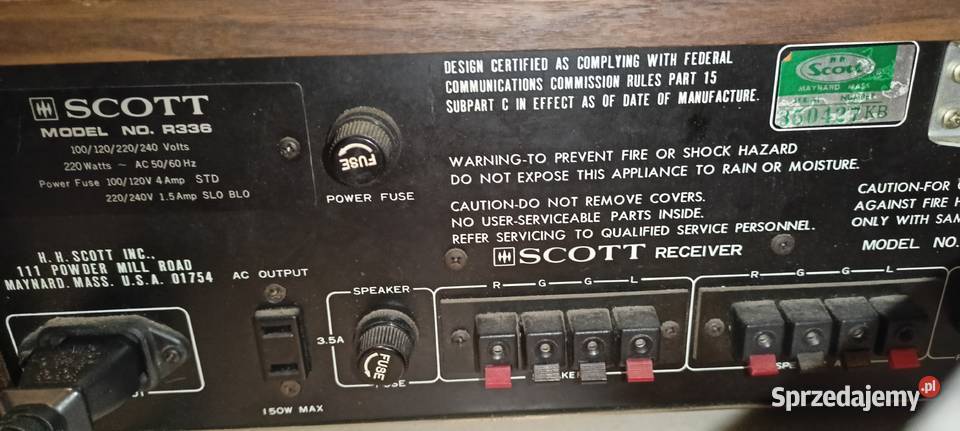 SCOTT
MODEL NO. R336
100/120/220/240 Volts
220 Watts ~ AC 50/60 Hz
Power Fuse 100/120V 4 Amp STD
220/240V 1.5 Amp SLO BLO
FUSE
POWER FUSE
DESIGN CERTIFIED AS COMPLYING WITH FEDERAL
COMMUNICATIONS COMMISSION RULES PART 15
SUBPART C IN EFFECT AS OF DATE OF MANUFACTURE.
Scott
MAYNARD MASS
360427KB
WARNING-TO PREVENT FIRE OR SHOCK HAZARD
DO NOT EXPOSE THIS APPLIANCE TO RAIN OR MOISTURE.
CAUTION-DO NOT REMOVE COVERS.
NO USER-SERVICEABLE PARTS INSIDE.
REFER SERVICING TO QUALIFIED SERVICE PERSONNEL.
CAUTION-FOR
AGAINST FIRE
ONLY WITH
MODEL NO.
SCOTT RECEIVER
H. H. SCOTT INC.,
111 POWDER MILL ROAD
MAYNARD. MASS. U.S.A. 01754
AC OUTPUT
150W MAX
SPEAKER
3.5A
FUSE
R G G L
R G G L
Sprzedajemy.pl